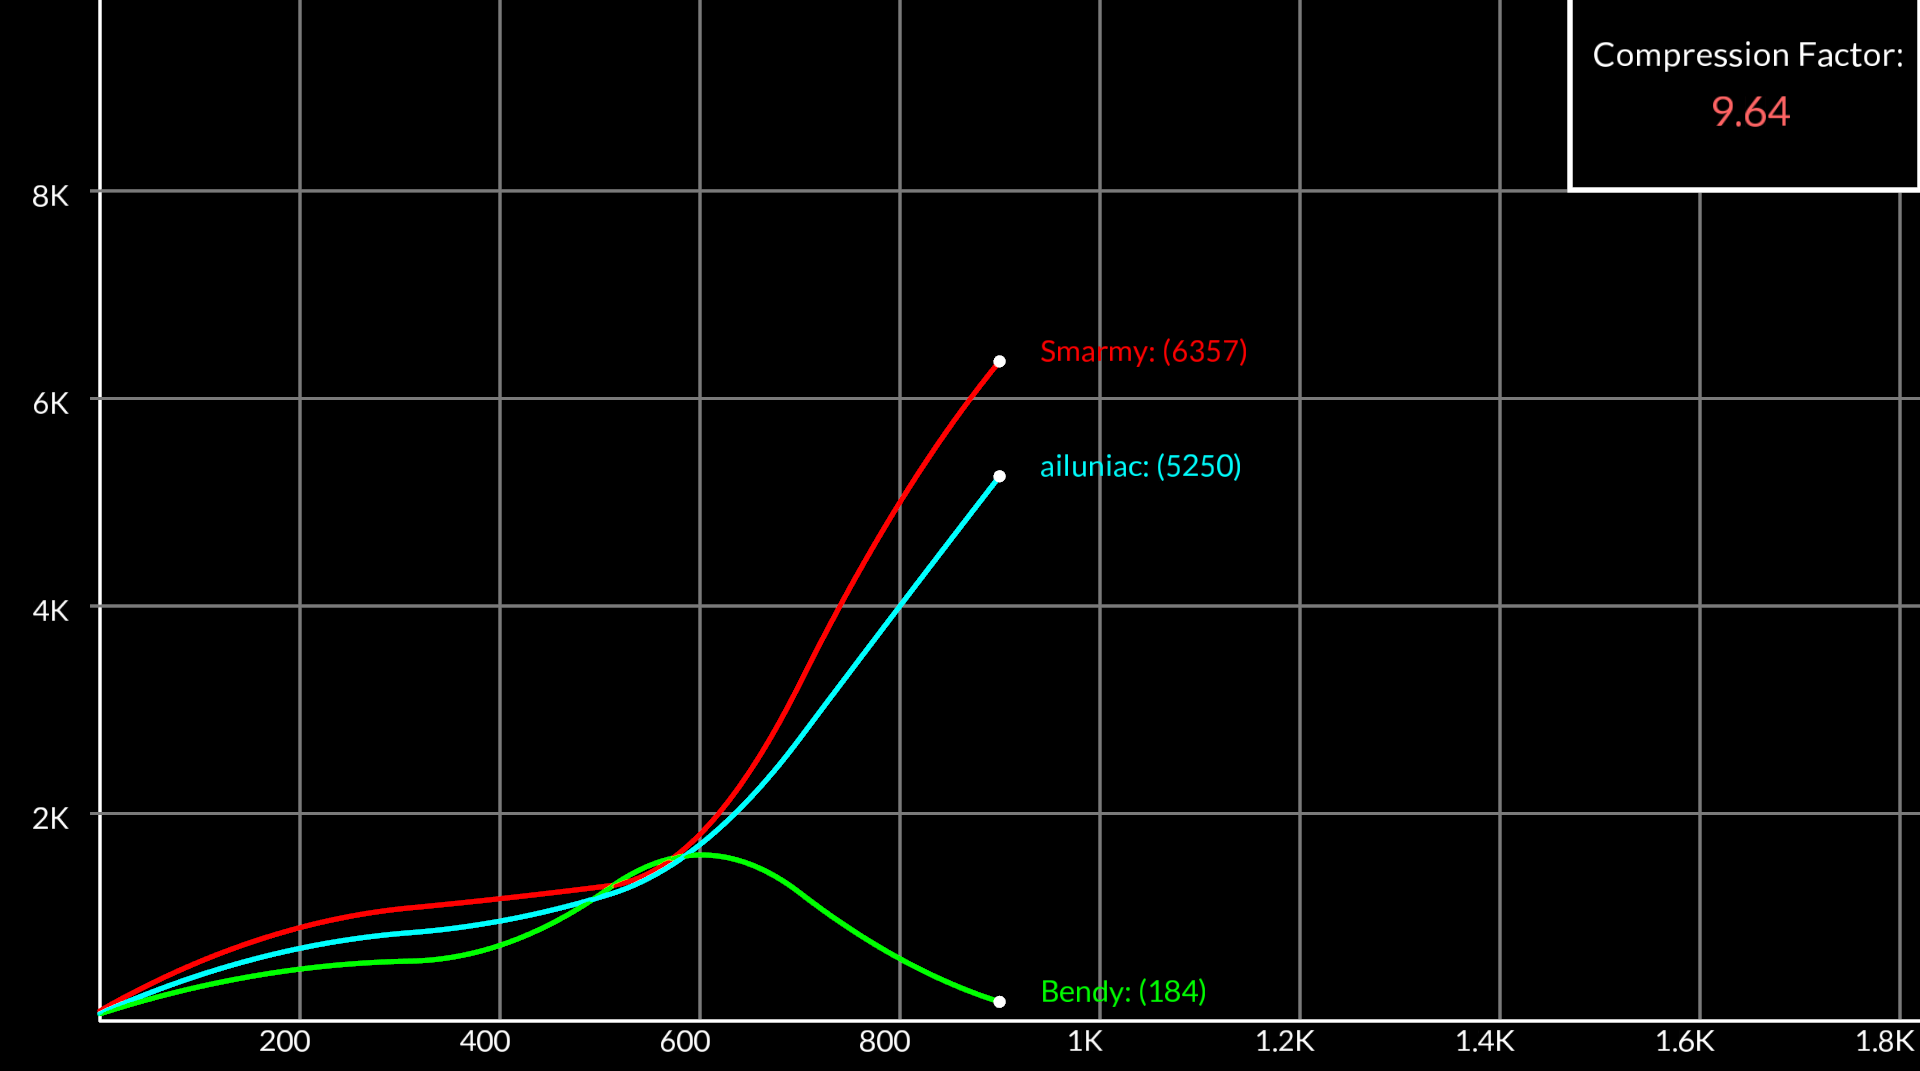 Compression Factor:
9.64
8K
6K
4K
2K
Smarmy: (6357)
ailuniac: (5250)
Bendy: (184)
200 400 600 800 1K 1.2K 1.4K 1.6K 1.8K